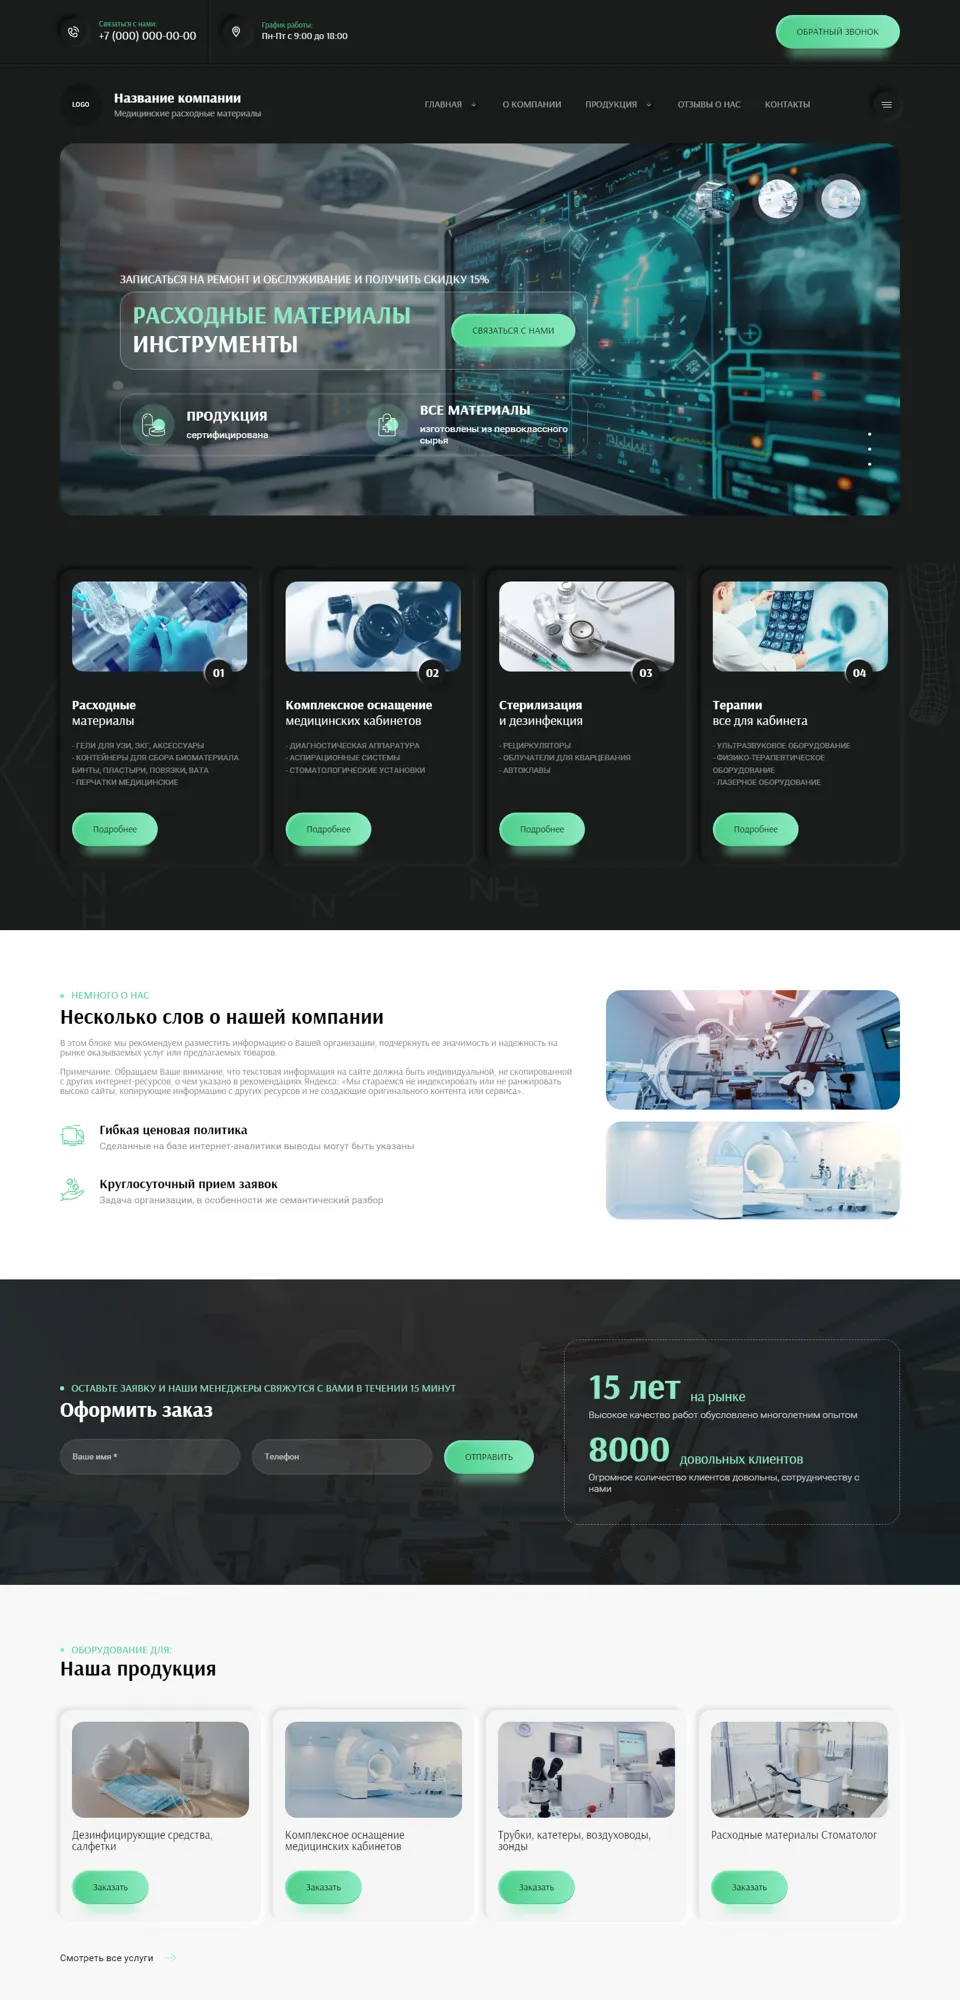 Связаться с нами:
+7 (000) 000-00-00
График работы:
Пн-Пт с 9:00 до 18:00
ОБРАТНЫЙ ЗВОНОК
LOGO
Название компании
Медицинские расходные материалы
ГЛАВНАЯ
О КОМПАНИИ
ПРОДУКЦИЯ
ОТЗЫВЫ О НАС
КОНТАКТЫ
ЗАПИСАТЬСЯ НА РЕМОНТ И ОБСЛУЖИВАНИЕ И ПОЛУЧИТЬ СКИДКУ 15%
РАСХОДНЫЕ МАТЕРИАЛЫ
ИНСТРУМЕНТЫ
СВЯЗАТЬСЯ С НАМИ
ПРОДУКЦИЯ
сертифицирована
ВСЕ МАТЕРИАЛЫ
изготовлены из первоклассного
сырья
01
Расходные
материалы
- ГЕЛИ ДЛЯ УЗИ, ЭКГ, АКСЕССУАРЫ
- КОНТЕЙНЕРЫ ДЛЯ СБОРА БИОМАТЕРИАЛА
БИНТЫ, ПЛАСТЫРИ, ПОВЯЗКИ, ВАТА
- ПЕРЧАТКИ МЕДИЦИНСКИЕ
Подробнее
02
Комплексное оснащение
медицинских кабинетов
- ДИАГНОСТИЧЕСКАЯ АППАРАТУРА
- АСПИРАЦИОННЫЕ СИСТЕМЫ
- СТОМАТОЛОГИЧЕСКИЕ УСТАНОВКИ
Подробнее
03
Стерилизация
и дезинфекция
- РЕЦИРКУЛЯТОРЫ
- ОБЛУЧАТЕЛИ ДЛЯ КВАРЦЕВАНИЯ
- АВТОКЛАВЫ
Подробнее
04
Терапии
все для кабинета
- УЛЬТРАЗВУКОВОЕ ОБОРУДОВАНИЕ
- ФИЗИКО-ТЕРАПЕВТИЧЕСКОЕ
ОБОРУДОВАНИЕ
- ЛАЗЕРНОЕ ОБОРУДОВАНИЕ
Подробнее
N
H
N
NH2
НЕМНОГО О НАС
Несколько слов о нашей компании
В этом блоке мы рекомендуем разместить информацию о Вашей организации, подчеркнуть ее значимость и надежность на
рынке оказываемых услуг или предлагаемых товаров.
Примечание. Обращаем Ваше внимание, что текстовая информация на сайте должна быть индивидуальной, не скопированной
с других интернет-ресурсов, о чем указано в рекомендациях Яндекса: «Мы стараемся не индексировать или не ранжировать
высоко сайты, копирующие информацию с других ресурсов и не создающие оригинального контента или сервиса».
Гибкая ценовая политика
Сделанные на базе интернет-аналитики выводы могут быть указаны
Круглосуточный прием заявок
Задача организации, в особенности же семантический разбор
ОСТАВЬТЕ ЗАЯВКУ И НАШИ МЕНЕДЖЕРЫ СВЯЖУТСЯ С ВАМИ В ТЕЧЕНИИ 15 МИНУТ
Оформить заказ
Ваше имя *
Телефон
ОТПРАВИТЬ
15 лет на рынке
Высокое качество работ обусловлено многолетним опытом
8000 довольных клиентов
Огромное количество клиентов довольны, сотрудничеству с
нами
ОБОРУДОВАНИЕ ДЛЯ:
Наша продукция
Дезинфицирующие средства,
салфетки
Заказать
Комплексное оснащение
медицинских кабинетов
Заказать
Трубки, катетеры, воздуховоды,
зонды
Заказать
Расходные материалы Стоматолог
Заказать
Смотреть все услуги